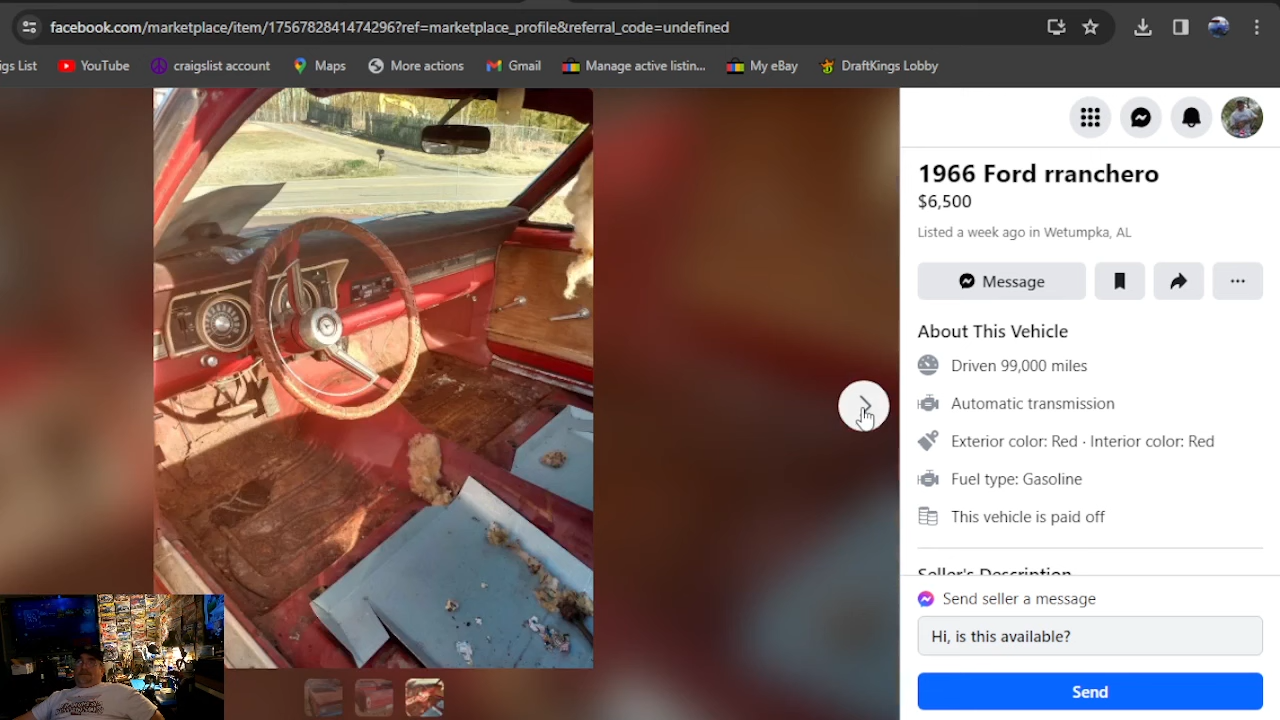 facebook.com/marketplace/item/1756782841474296?ref=marketplace_profile&referral_code=undefined
igs List YouTube craigslist account Maps More actions Gmail Manage active listin... My eBay DraftKings Lobby
1966 Ford rranchero
$6,500
Listed a week ago in Wetumpka, AL
Message
About This Vehicle
Driven 99,000 miles
Automatic transmission
Exterior color: Red · Interior color: Red
Fuel type: Gasoline
This vehicle is paid off
Seller's Description
Send seller a message
Hi, is this available?
Send